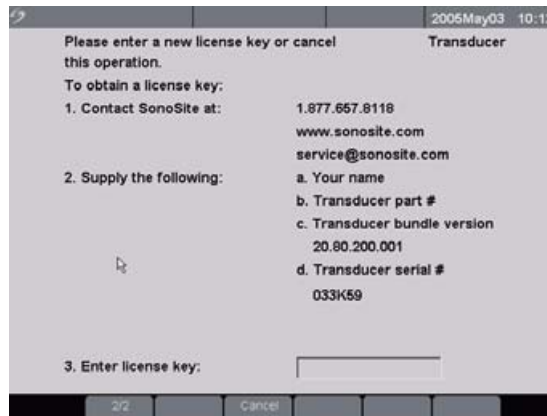 2005May03 10:1
Please enter a new license key or cancel Transducer
this operation.
To obtain a license key:
1. Contact SonoSite at: 1.877.657.8118
www.sonosite.com
service@sonosite.com
2. Supply the following: a. Your name
b. Transducer part #
c. Transducer bundle version
20.80.200.001
d. Transducer serial #
033K59
3. Enter license key:
2/2 Cancel